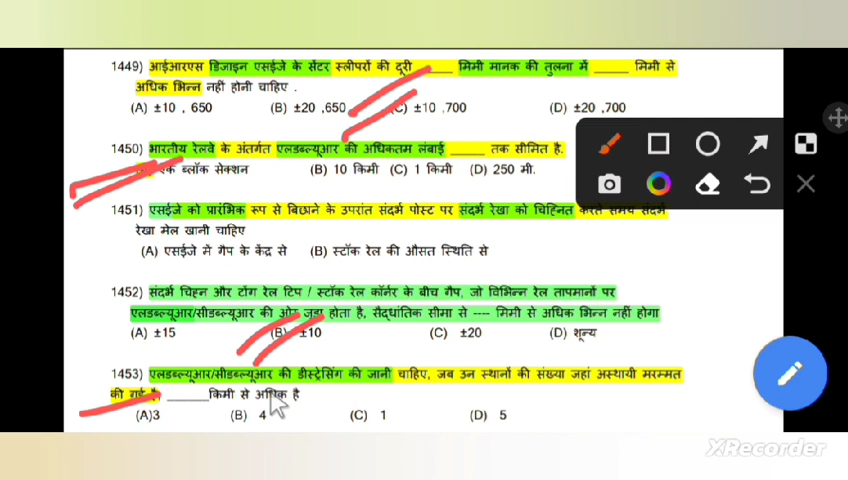 1449) आईआरएस डिजाइन एसईजे के सेंटर स्लीपरों की दूरी ____ मिमी मानक की तुलना में _____ मिमी से
अधिक भिन्न नहीं होनी चाहिए .
(A) ±10 , 650 (B) ±20 ,650 (C) ±10 ,700 (D) ±20 ,700
1450) भारतीय रेलवे के अंतर्गत एलडब्ल्यूआर की अधिकतम लंबाई _____ तक सीमित है.
एक ब्लॉक सेक्शन (B) 10 किमी (C) 1 किमी (D) 250 मी.
1451) एसईजे को प्रारंभिक रूप से बिछाने के उपरांत संदर्भ पोस्ट पर संदर्भ रेखा को चिह्नित करते समय संदर्भ
रेखा मेल खानी चाहिए
(A) एसईजे में गैप के केंद्र से (B) स्टॉक रेल की औसत स्थिति से
1452) संदर्भ चिह्न और टोंग रेल टिप / स्टॉक रेल कॉर्नर के बीच गैप, जो विभिन्न रेल तापमानों पर
एलडब्ल्यूआर/सीडब्ल्यूआर की ओर जुड़ा होता है, सैद्धांतिक सीमा से ---- मिमी से अधिक भिन्न नहीं होगा
(A) ±15 (B) ±10 (C) ±20 (D) शून्य
1453) एलडब्ल्यूआर/सीडब्ल्यूआर की डीस्ट्रेसिंग की जानी चाहिए, जब उन स्थानों की संख्या जहां अस्थायी मरम्मत
की गई है, ______किमी से अधिक है
(A)3 (B) 4 (C) 1 (D) 5
XRecorder